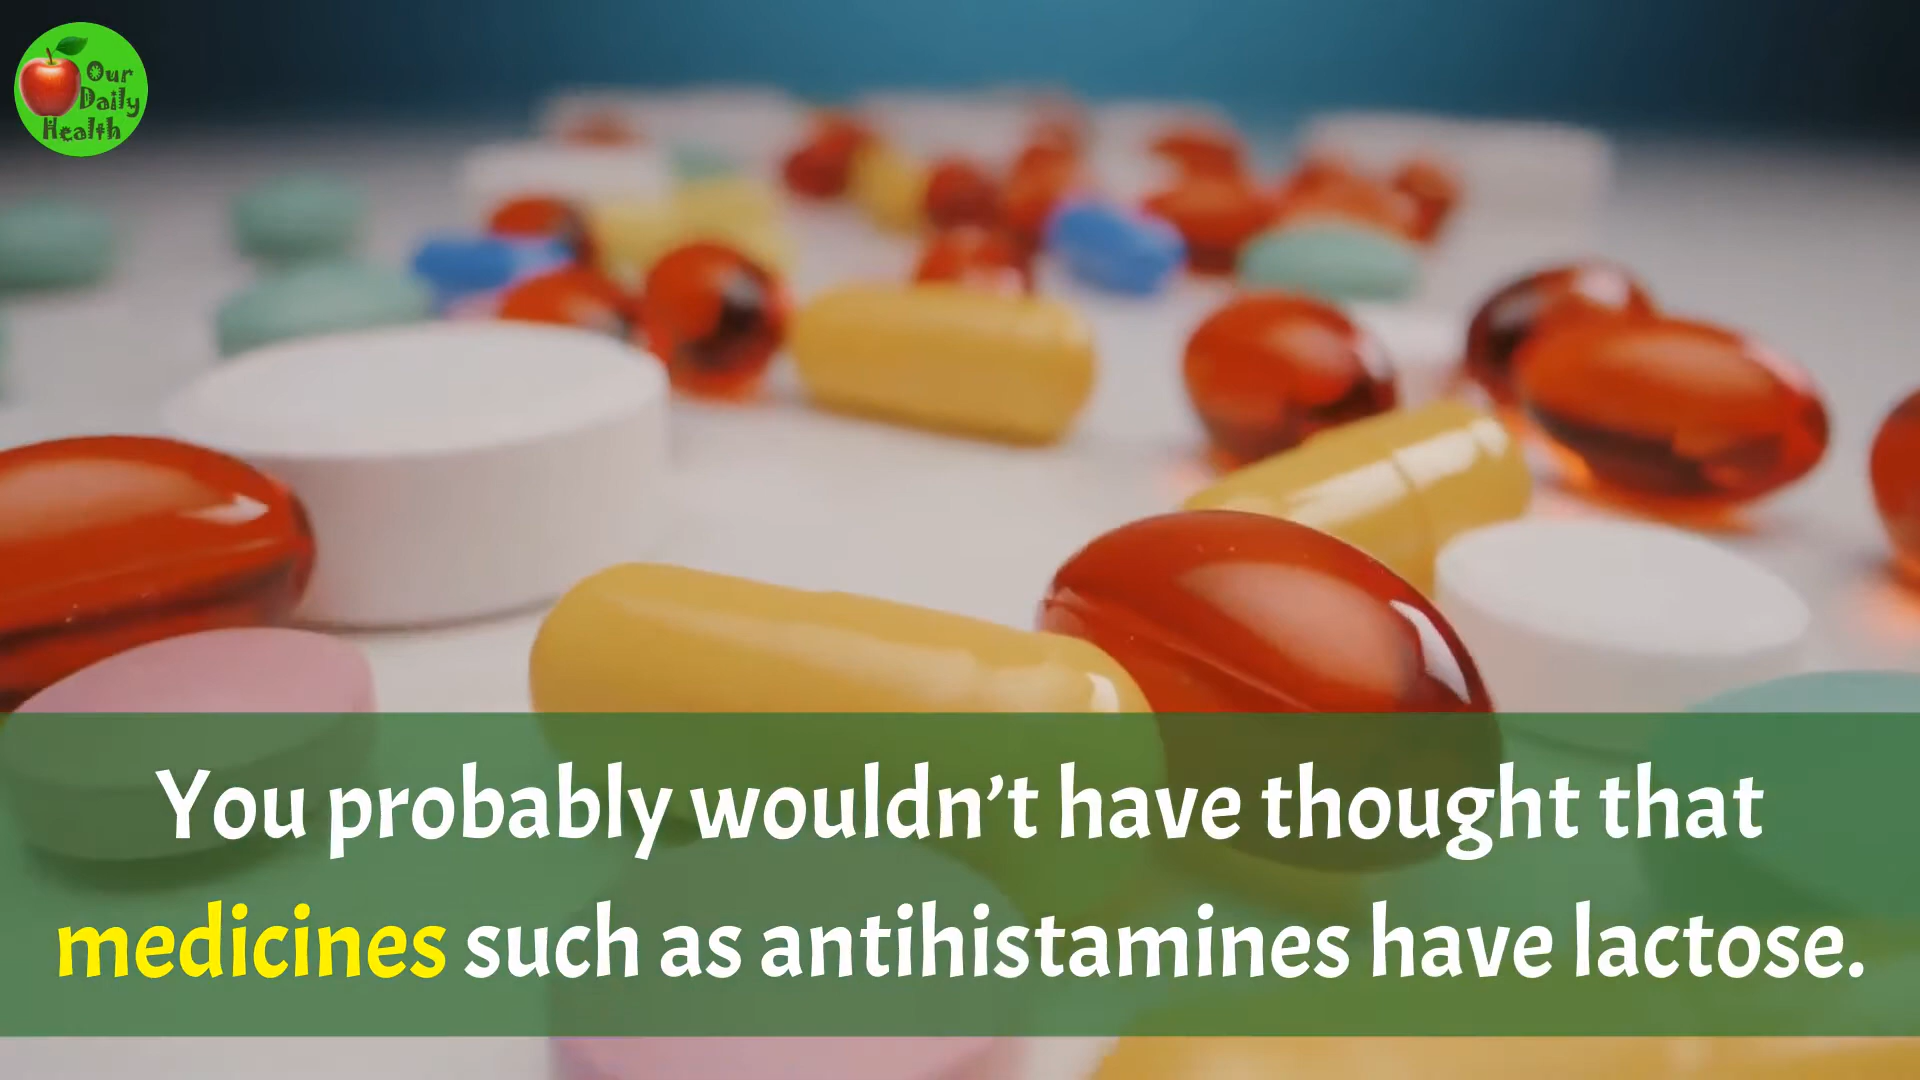 Our
Daily
Health
You probably wouldn’t have thought that
medicines such as antihistamines have lactose.